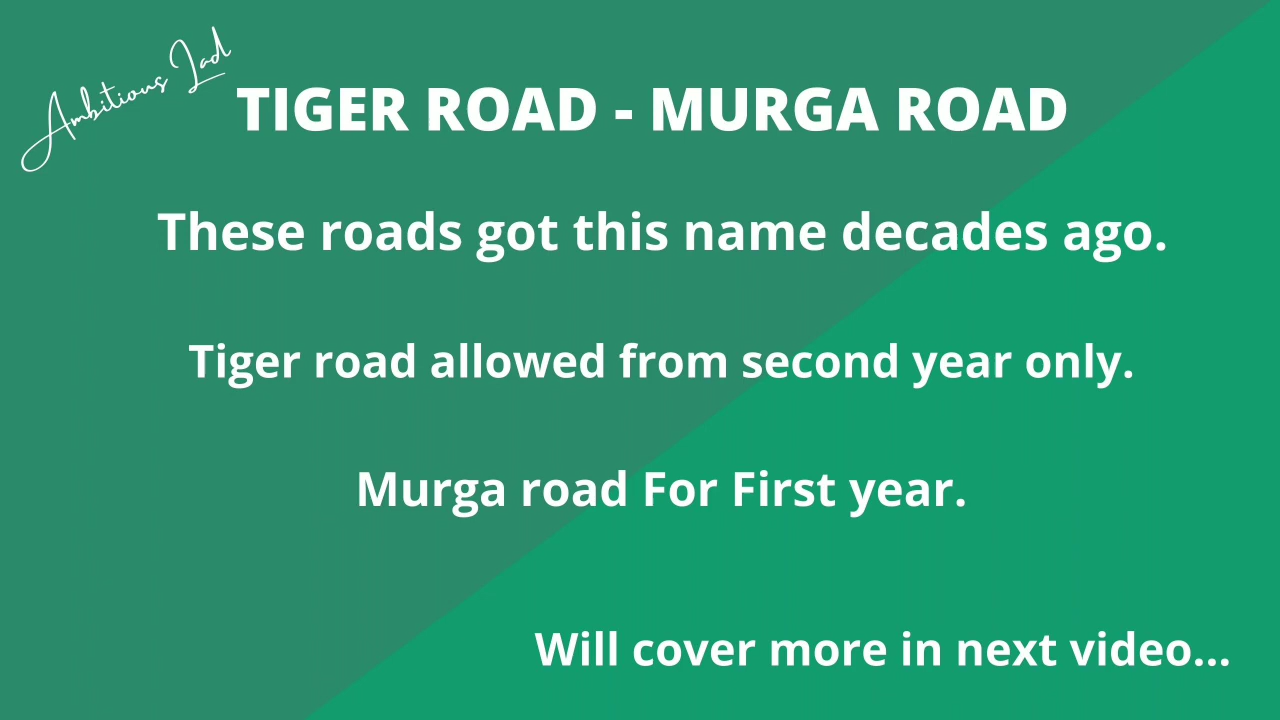 Ambitious Lad
TIGER ROAD - MURGA ROAD
These roads got this name decades ago.
Tiger road allowed from second year only.
Murga road For First year.
Will cover more in next video...